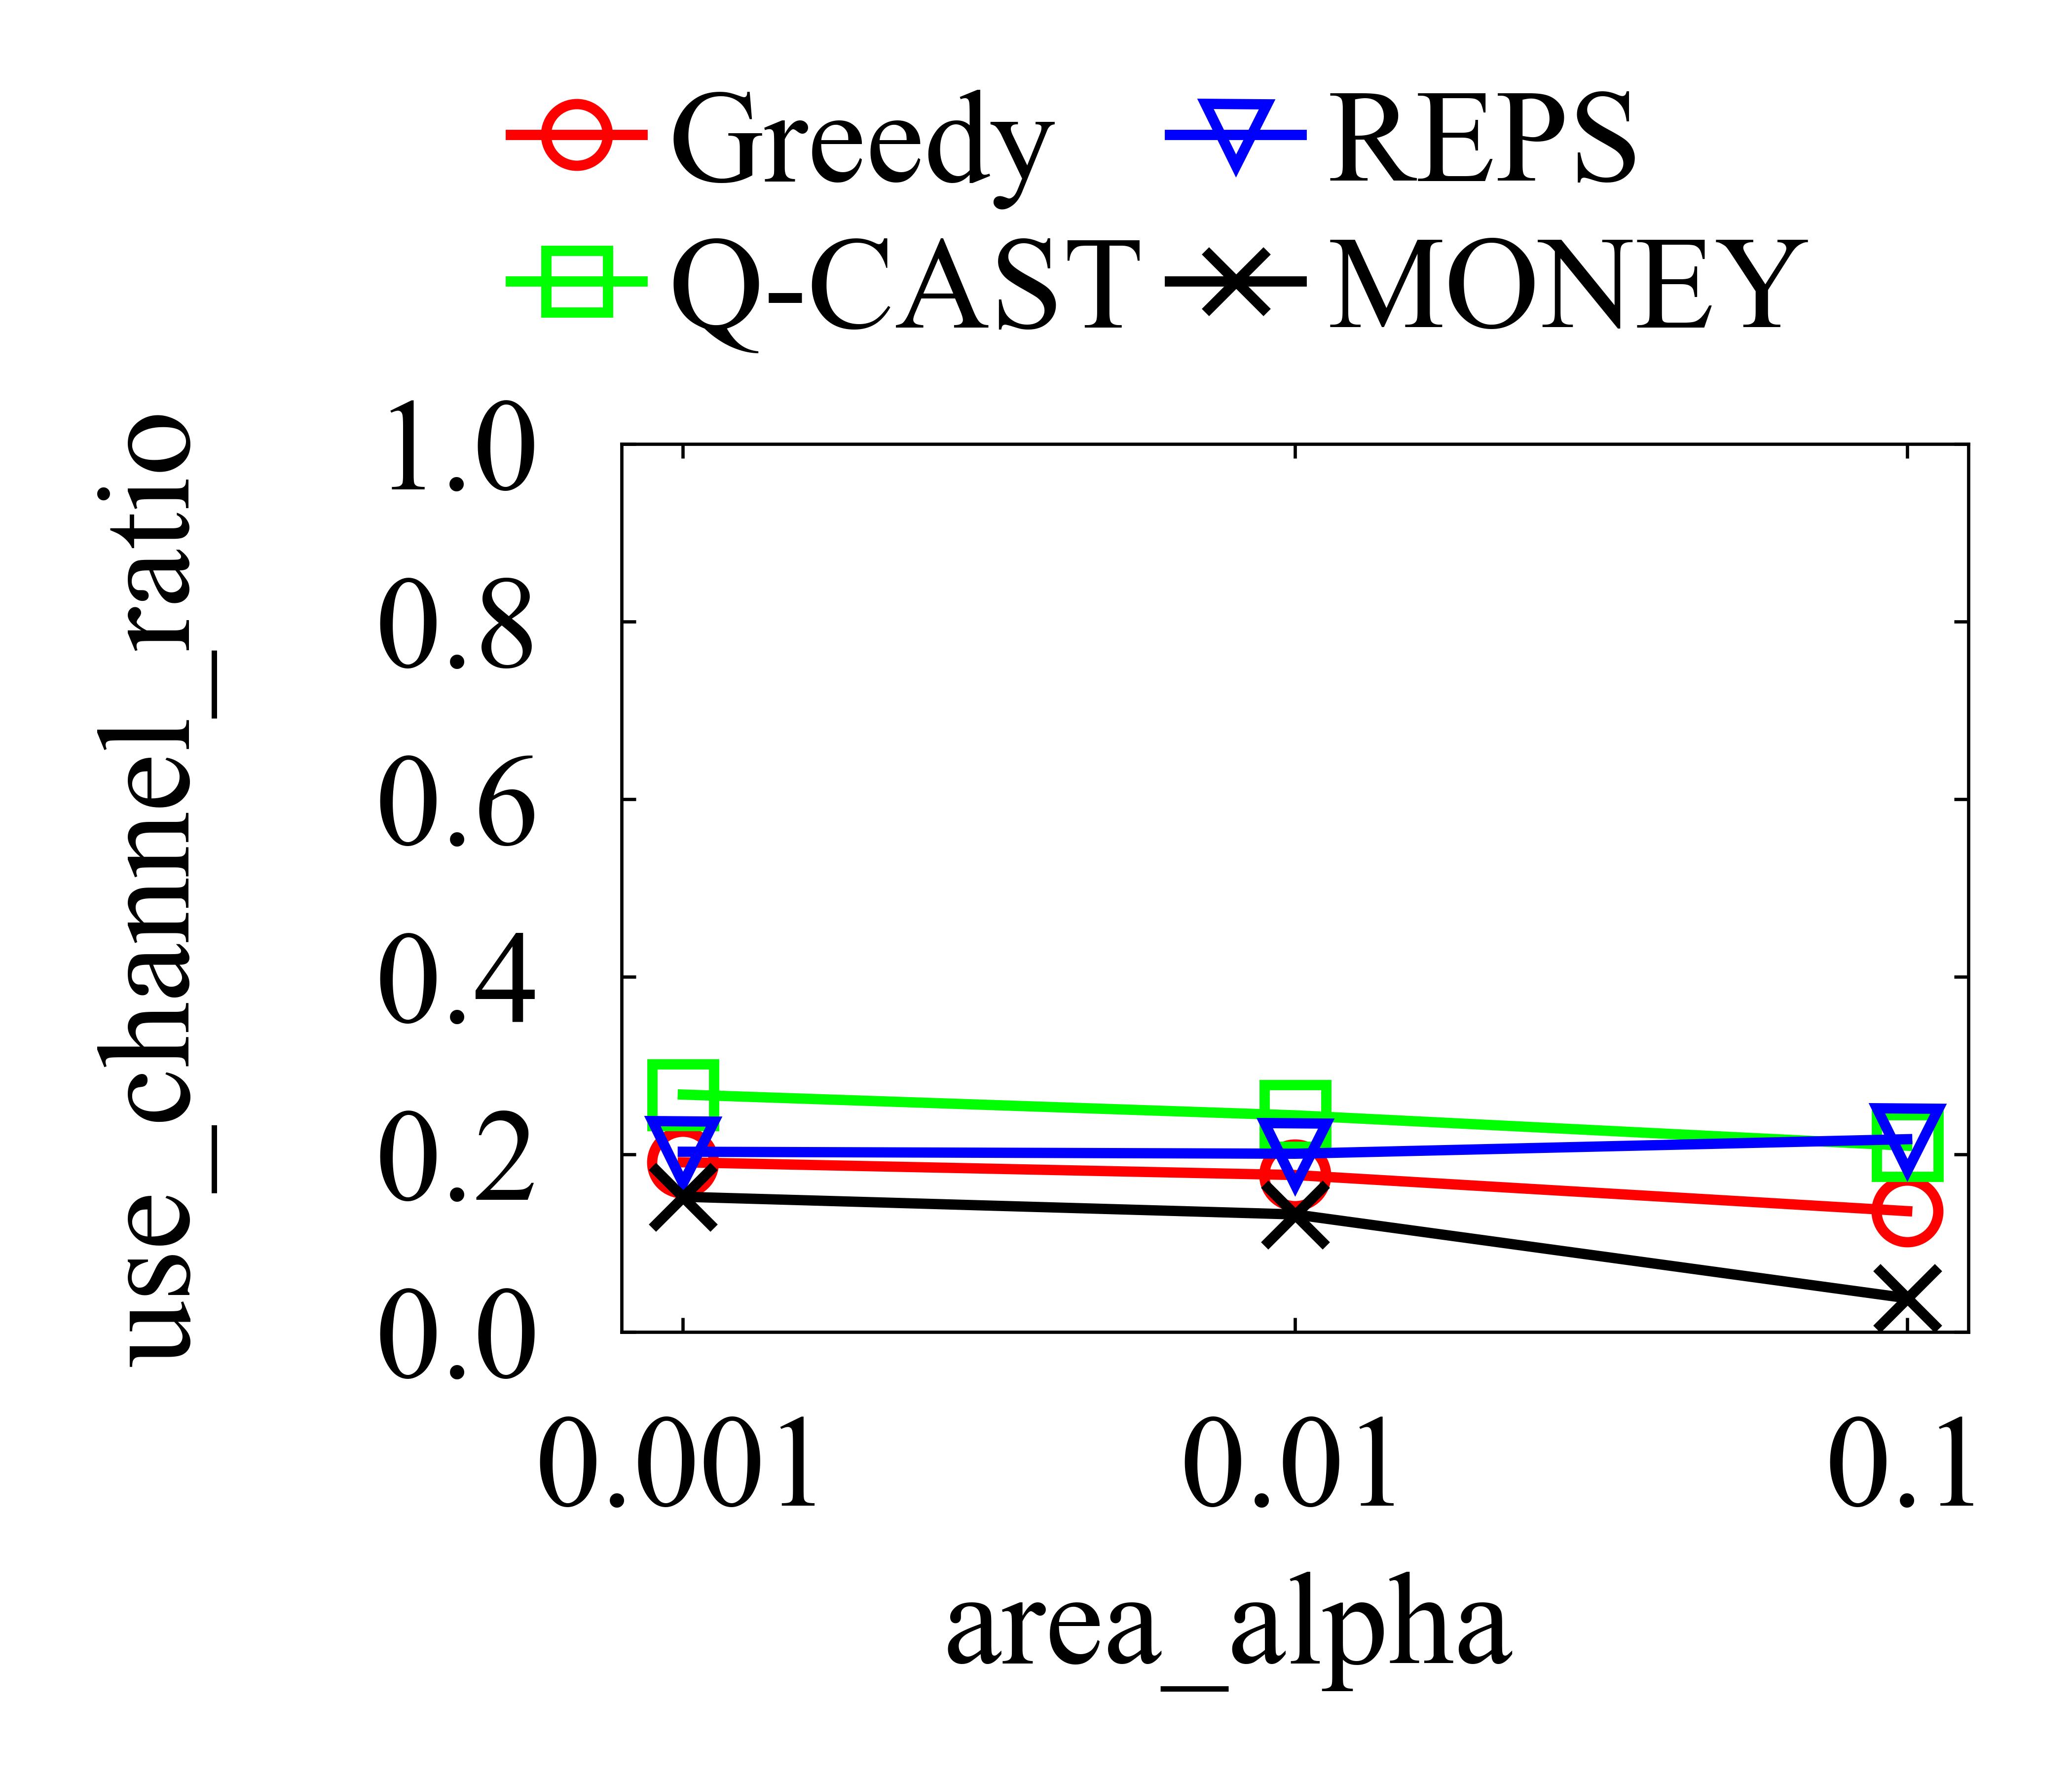 Greedy REPS
Q-CAST MONEY
use_channel_ratio
1.0
0.8
0.6
0.4
0.2
0.0
0.001 0.01 0.1
area_alpha